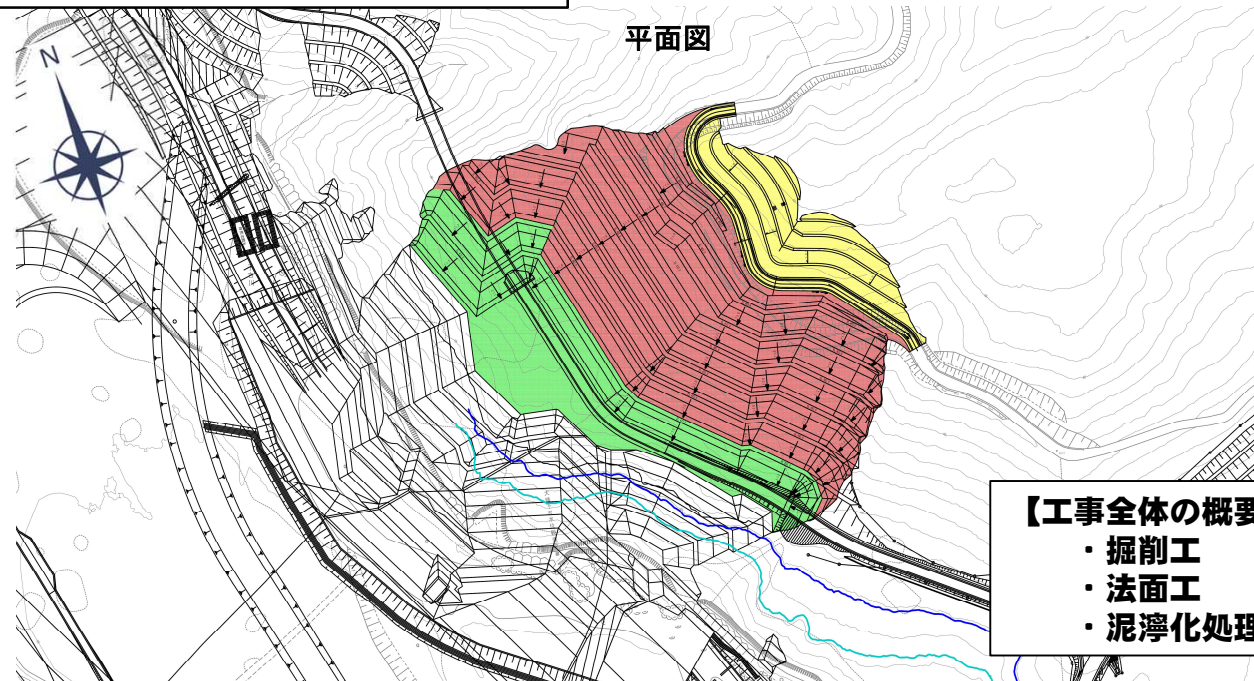 平面図
N
【工事全体の概要
・掘削工
・法面工
・泥濘化処理